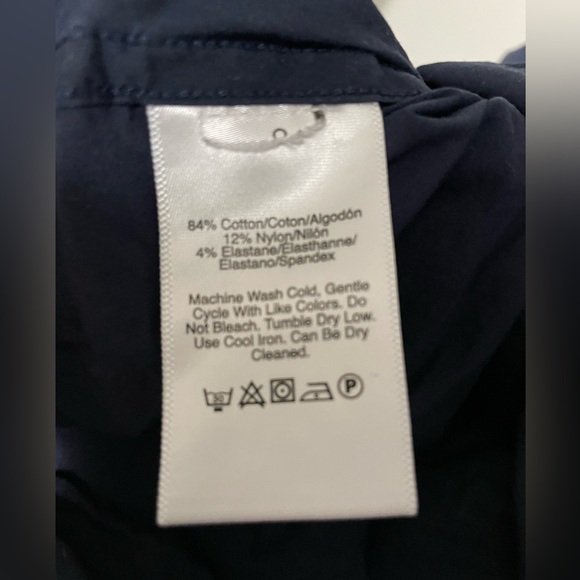 84% Cotton/Coton/Algodón
12% Nylon/Nilón
4% Elastane/Elasthanne/
Elastano/Spandex
Machine Wash Cold, Gentle
Cycle With Like Colors. Do
Not Bleach. Tumble Dry Low.
Use Cool Iron. Can Be Dry
Cleaned.
30 P